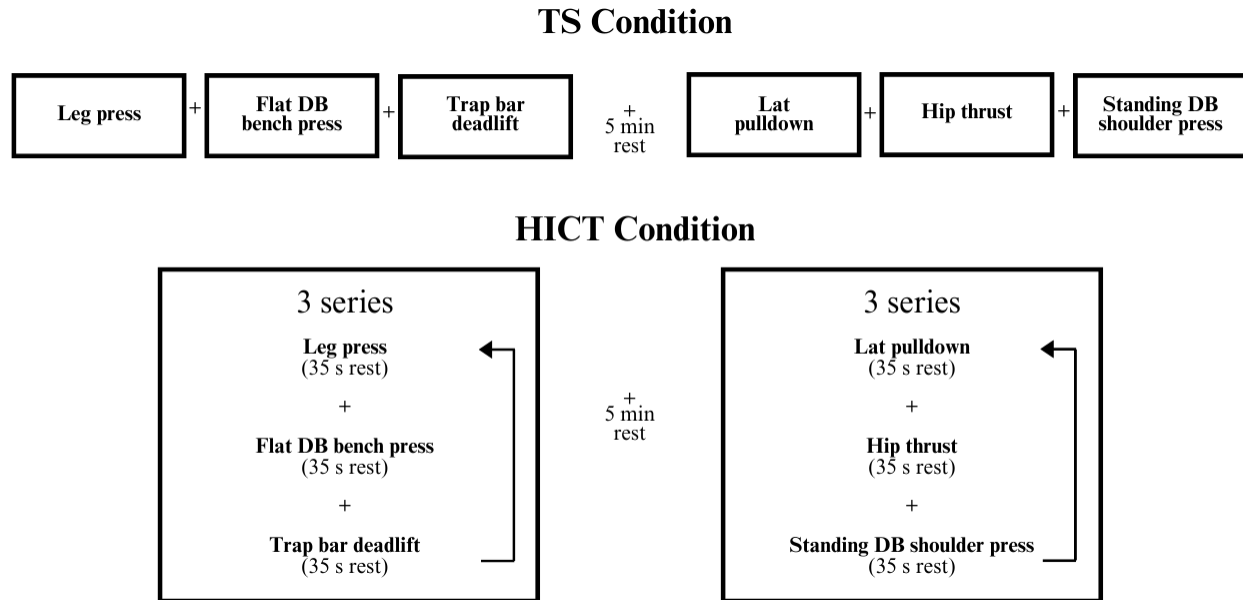 TS Condition
Leg press
+
Flat DB
bench press
+
Trap bar
deadlift
+
5 min
rest
Lat
pulldown
+
Hip thrust
+
Standing DB
shoulder press
HICT Condition
3 series
Leg press
(35 s rest)
+
Flat DB bench press
(35 s rest)
+
Trap bar deadlift
(35 s rest)
+
5 min
rest
3 series
Lat pulldown
(35 s rest)
+
Hip thrust
(35 s rest)
+
Standing DB shoulder press
(35 s rest)